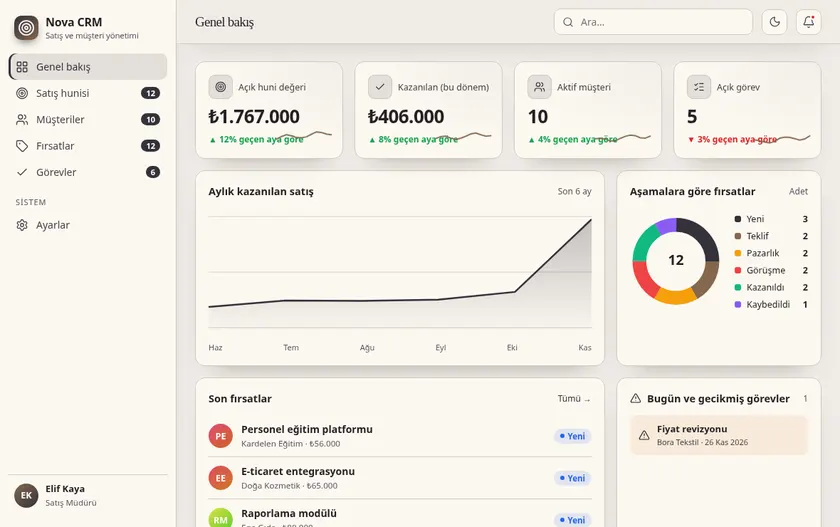 Nova CRM
Satış ve müşteri yönetimi
Genel bakış
Satış hunisi 12
Müşteriler 10
Fırsatlar 12
Görevler 6
SİSTEM
Ayarlar
EK
Elif Kaya
Satış Müdürü
Genel bakış
Ara...
Açık huni değeri
₺1.767.000
▲ 12% geçen aya göre
Kazanılan (bu dönem)
₺406.000
▲ 8% geçen aya göre
Aktif müşteri
10
▲ 4% geçen aya göre
Açık görev
5
▼ 3% geçen aya göre
Aylık kazanılan satış
Son 6 ay
Haz Tem Ağu Eyl Eki Kas
Aşamalara göre fırsatlar
Adet
12
Yeni 3
Teklif 2
Pazarlık 2
Görüşme 2
Kazanıldı 2
Kaybedildi 1
Son fırsatlar
Tümü →
PE
Personel eğitim platformu
Kardelen Eğitim · ₺56.000
Yeni
EE
E-ticaret entegrasyonu
Doğa Kozmetik · ₺65.000
Yeni
RM
Raporlama modülü
Yeni
Bugün ve gecikmiş görevler 1
Fiyat revizyonu
Bora Tekstil · 26 Kas 2026